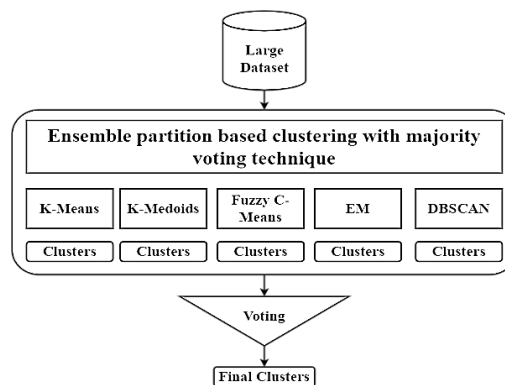 Large
Dataset
Ensemble partition based clustering with majority
voting technique
K-Means
K-Medoids
Fuzzy C-
Means
EM
DBSCAN
Clusters
Clusters
Clusters
Clusters
Clusters
Voting
Final Clusters